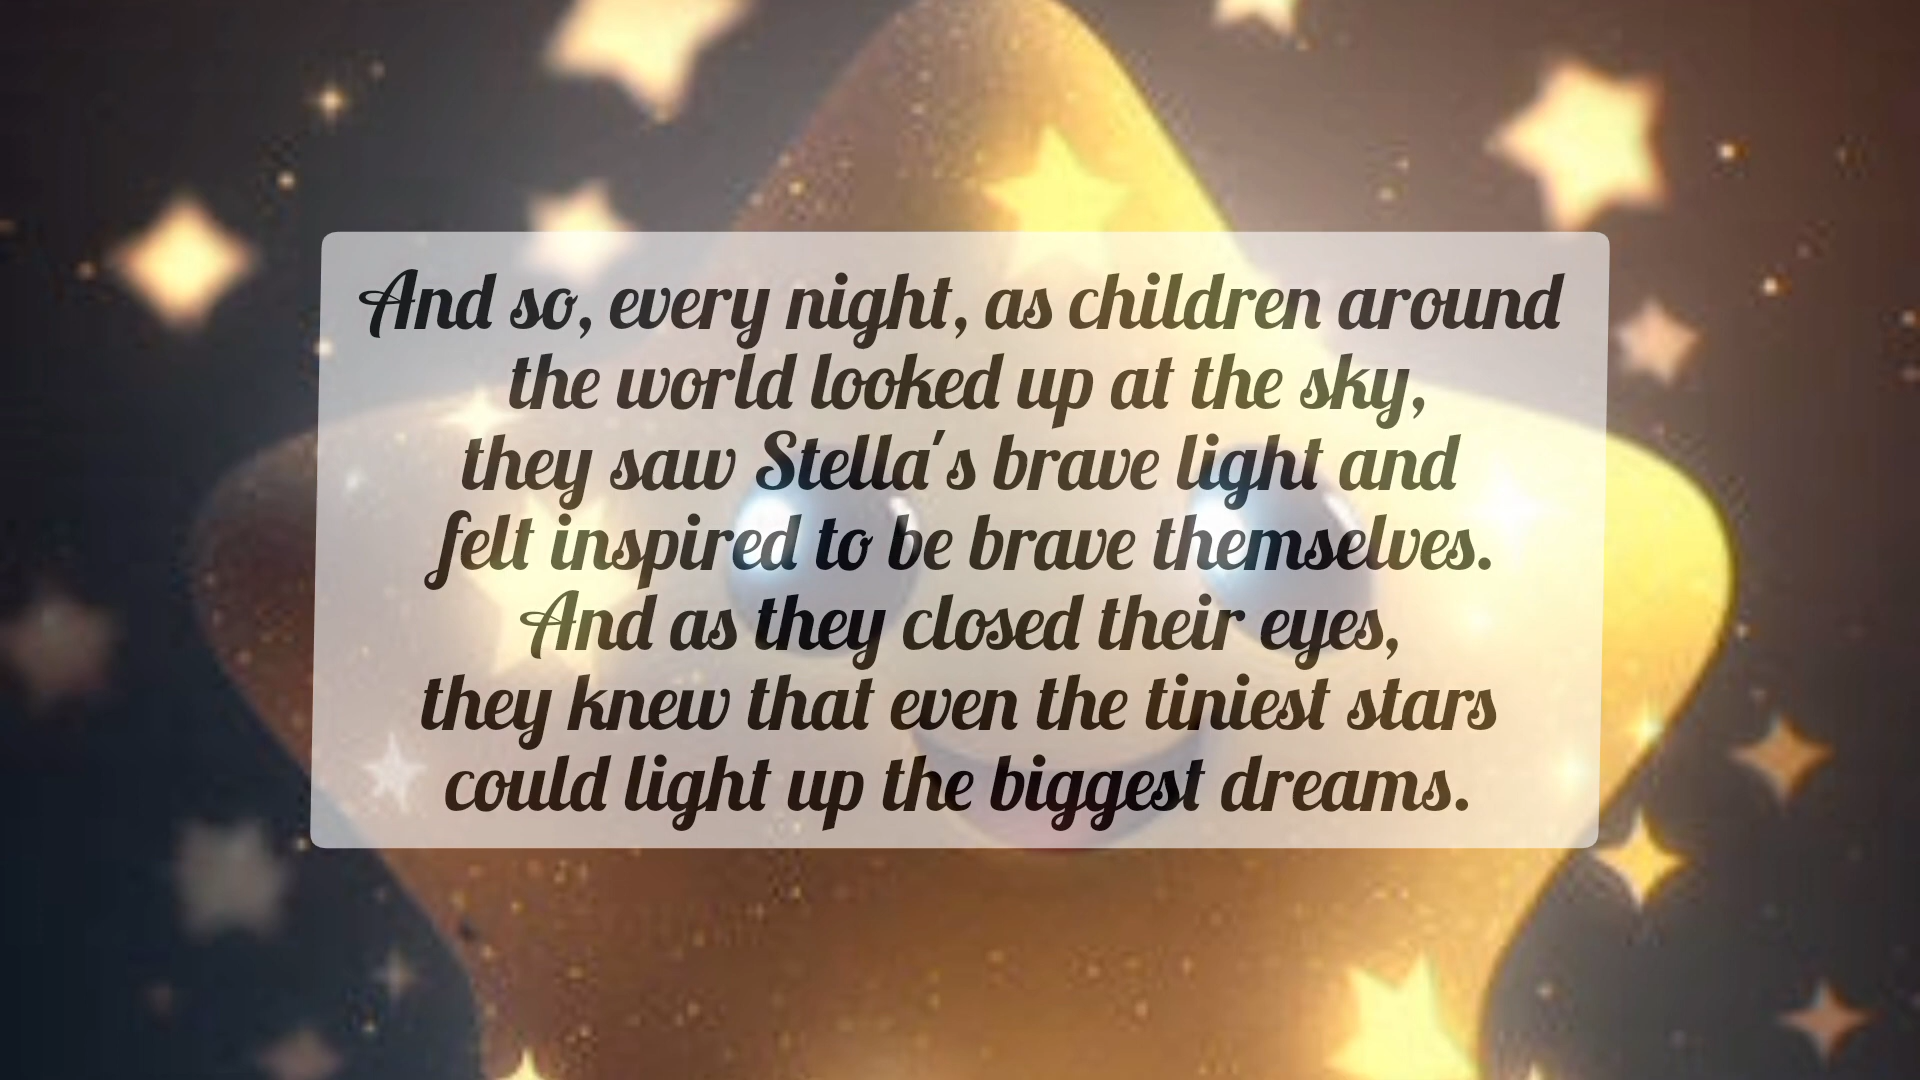 And so, every night, as children around
the world looked up at the sky,
they saw Stella's brave light and
felt inspired to be brave themselves.
And as they closed their eyes,
they knew that even the tiniest stars
could light up the biggest dreams.